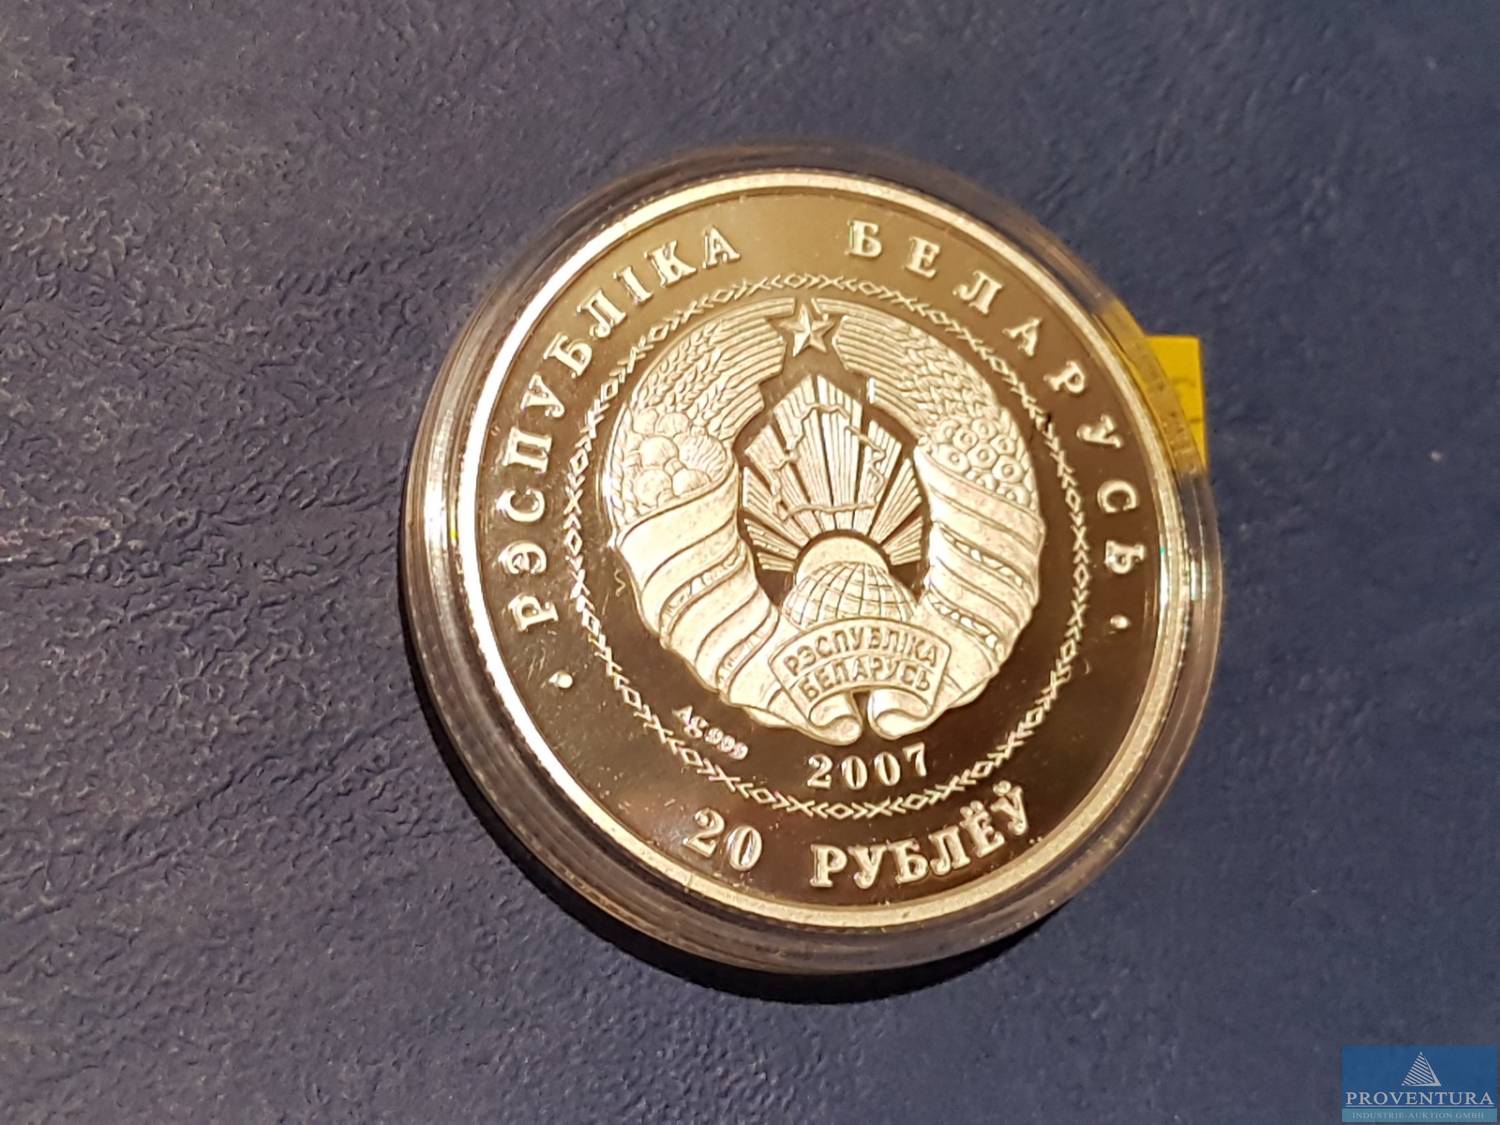 · РЭСПУБЛІКА БЕЛАРУСЬ ·
РЭСПУБЛІКА
БЕЛАРУСЬ
Ag 999
2007
20 РУБЛЁЎ
PROVENTURA
INDUSTRIE-AUKTION GMBH